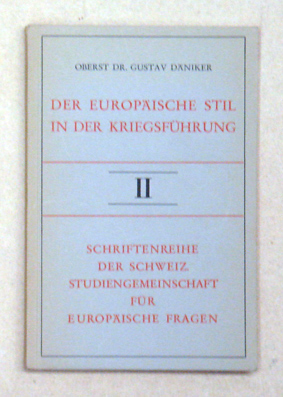 OBERST DR. GUSTAV DÄNIKER
DER EUROPÄISCHE STIL
IN DER KRIEGSFÜHRUNG
II
SCHRIFTENREIHE
DER SCHWEIZ.
STUDIENGEMEINSCHAFT
FÜR
EUROPÄISCHE FRAGEN